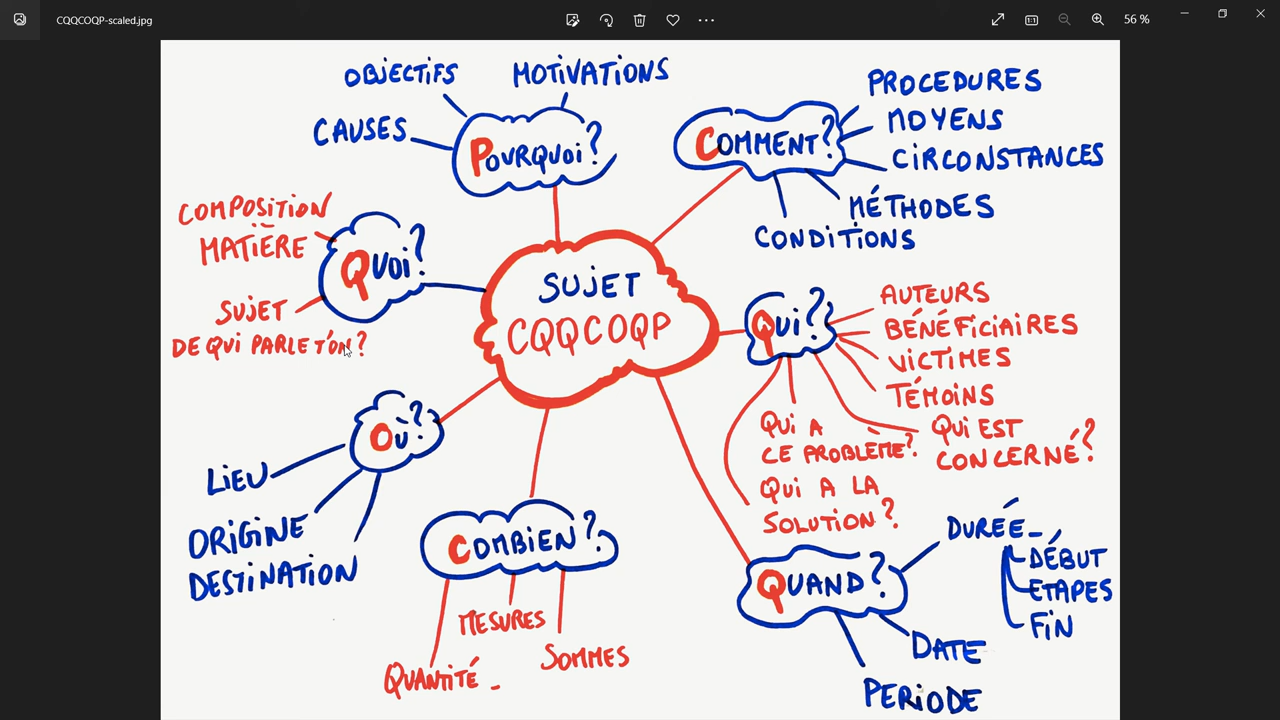 CQQCOQP-scaled.jpg
56 %
OBJECTIFS
MOTIVATIONS
CAUSES
POURQUOI?
COMMENT?
PROCEDURES
MOYENS
CIRCONSTANCES
MÉTHODES
CONDITIONS
COMPOSITION
MATIÈRE
QUOI?
SUJET
DE QUI PARLE T'ON?
SUJET
CQQCOQP
QUI?
AUTEURS
BÉNÉFICIAIRES
VICTIMES
TÉMOINS
QUI A
CE PROBLÈME?
QUI EST
CONCERNÉ?
QUI A LA
SOLUTION?
OÙ?
LIEU
ORIGINE
DESTINATION
COMBIEN?
MESURES
SOMMES
QUANTITÉ
QUAND?
DURÉE
DÉBUT
ETAPES
FIN
DATE
PERIODE